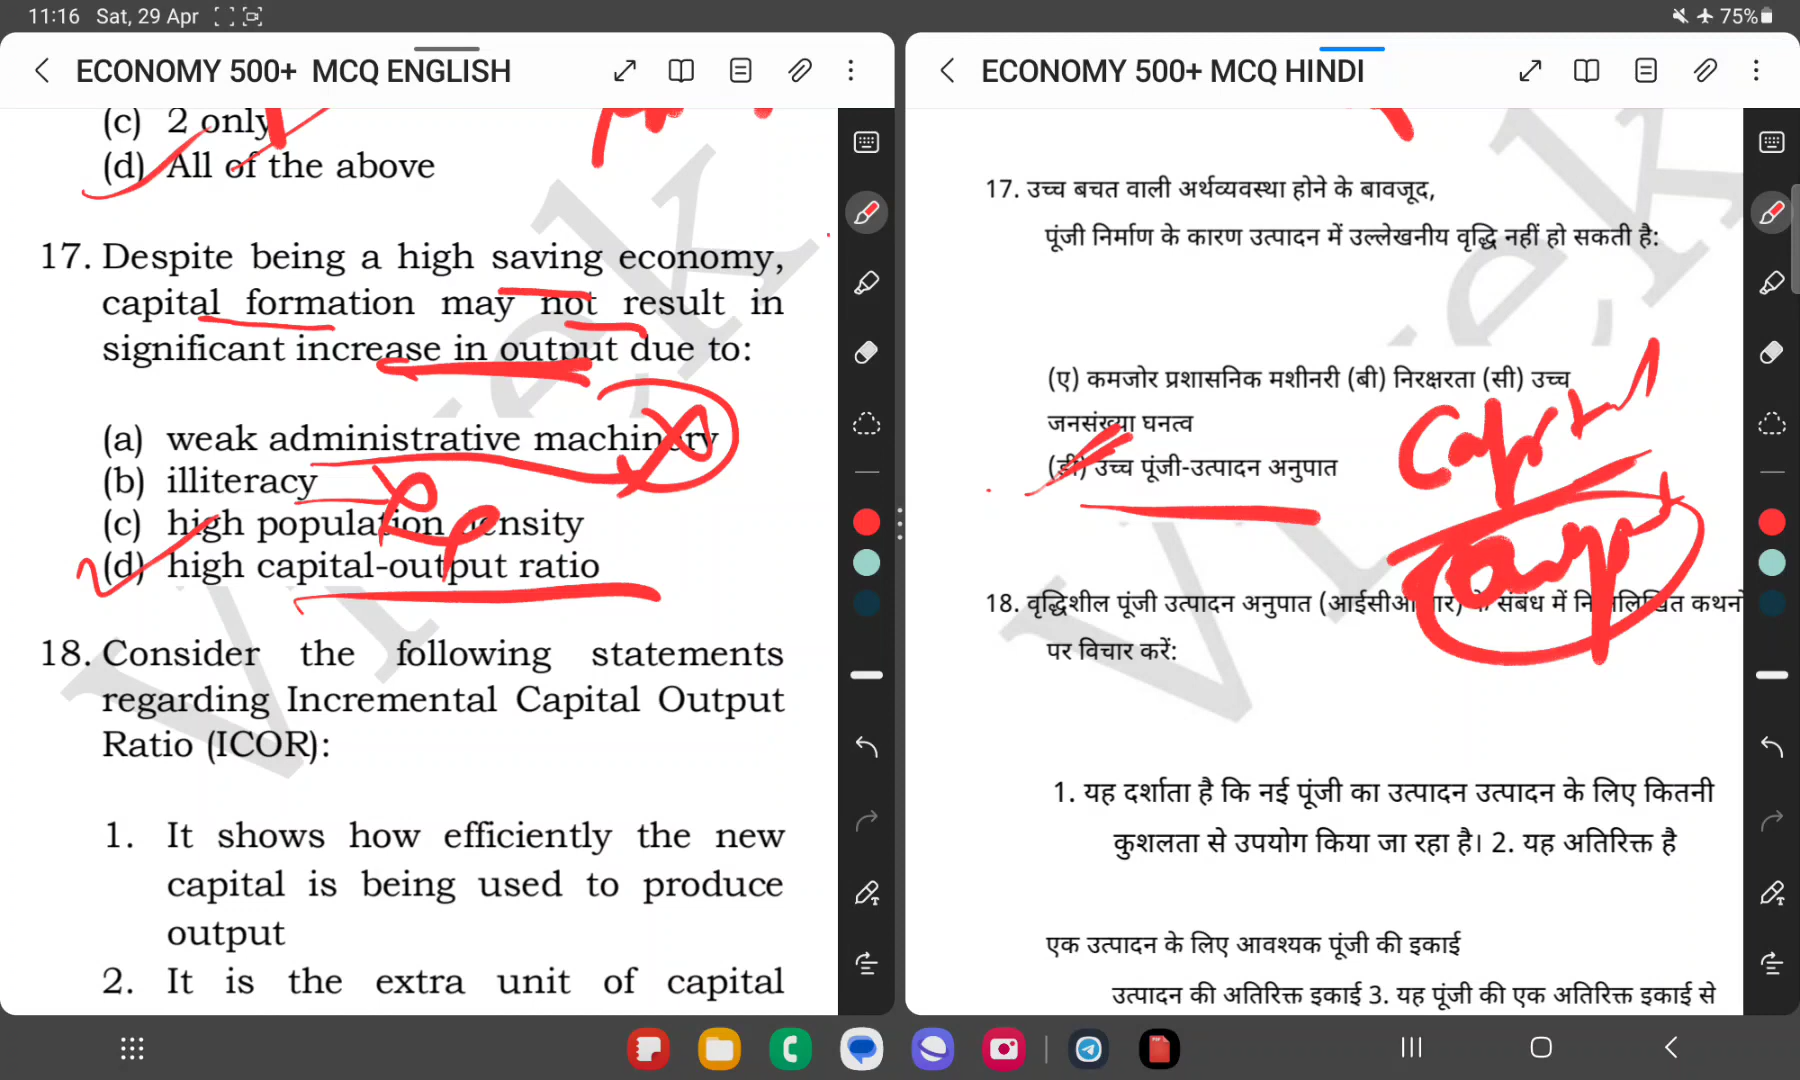 11:16 Sat, 29 Apr
75%
ECONOMY 500+ MCQ ENGLISH
(c) 2 only
(d) All of the above
17. Despite being a high saving economy,
capital formation may not result in
significant increase in output due to:
(a) weak administrative machinery
(b) illiteracy
(c) high population density
(d) high capital-output ratio
18. Consider the following statements
regarding Incremental Capital Output
Ratio (ICOR):
1. It shows how efficiently the new
capital is being used to produce
output
2. It is the extra unit of capital
ECONOMY 500+ MCQ HINDI
17. उच्च बचत वाली अर्थव्यवस्था होने के बावजूद,
पूंजी निर्माण के कारण उत्पादन में उल्लेखनीय वृद्धि नहीं हो सकती है:
(ए) कमजोर प्रशासनिक मशीनरी (बी) निरक्षरता (सी) उच्च
जनसंख्या घनत्व
(डी) उच्च पूंजी-उत्पादन अनुपात
18. वृद्धिशील पूंजी उत्पादन अनुपात (आईसीओआर) के संबंध में निम्नलिखित कथनों
पर विचार करें:
1. यह दर्शाता है कि नई पूंजी का उत्पादन उत्पादन के लिए कितनी
कुशलता से उपयोग किया जा रहा है। 2. यह अतिरिक्त है
एक उत्पादन के लिए आवश्यक पूंजी की इकाई
उत्पादन की अतिरिक्त इकाई 3. यह पूंजी की एक अतिरिक्त इकाई से